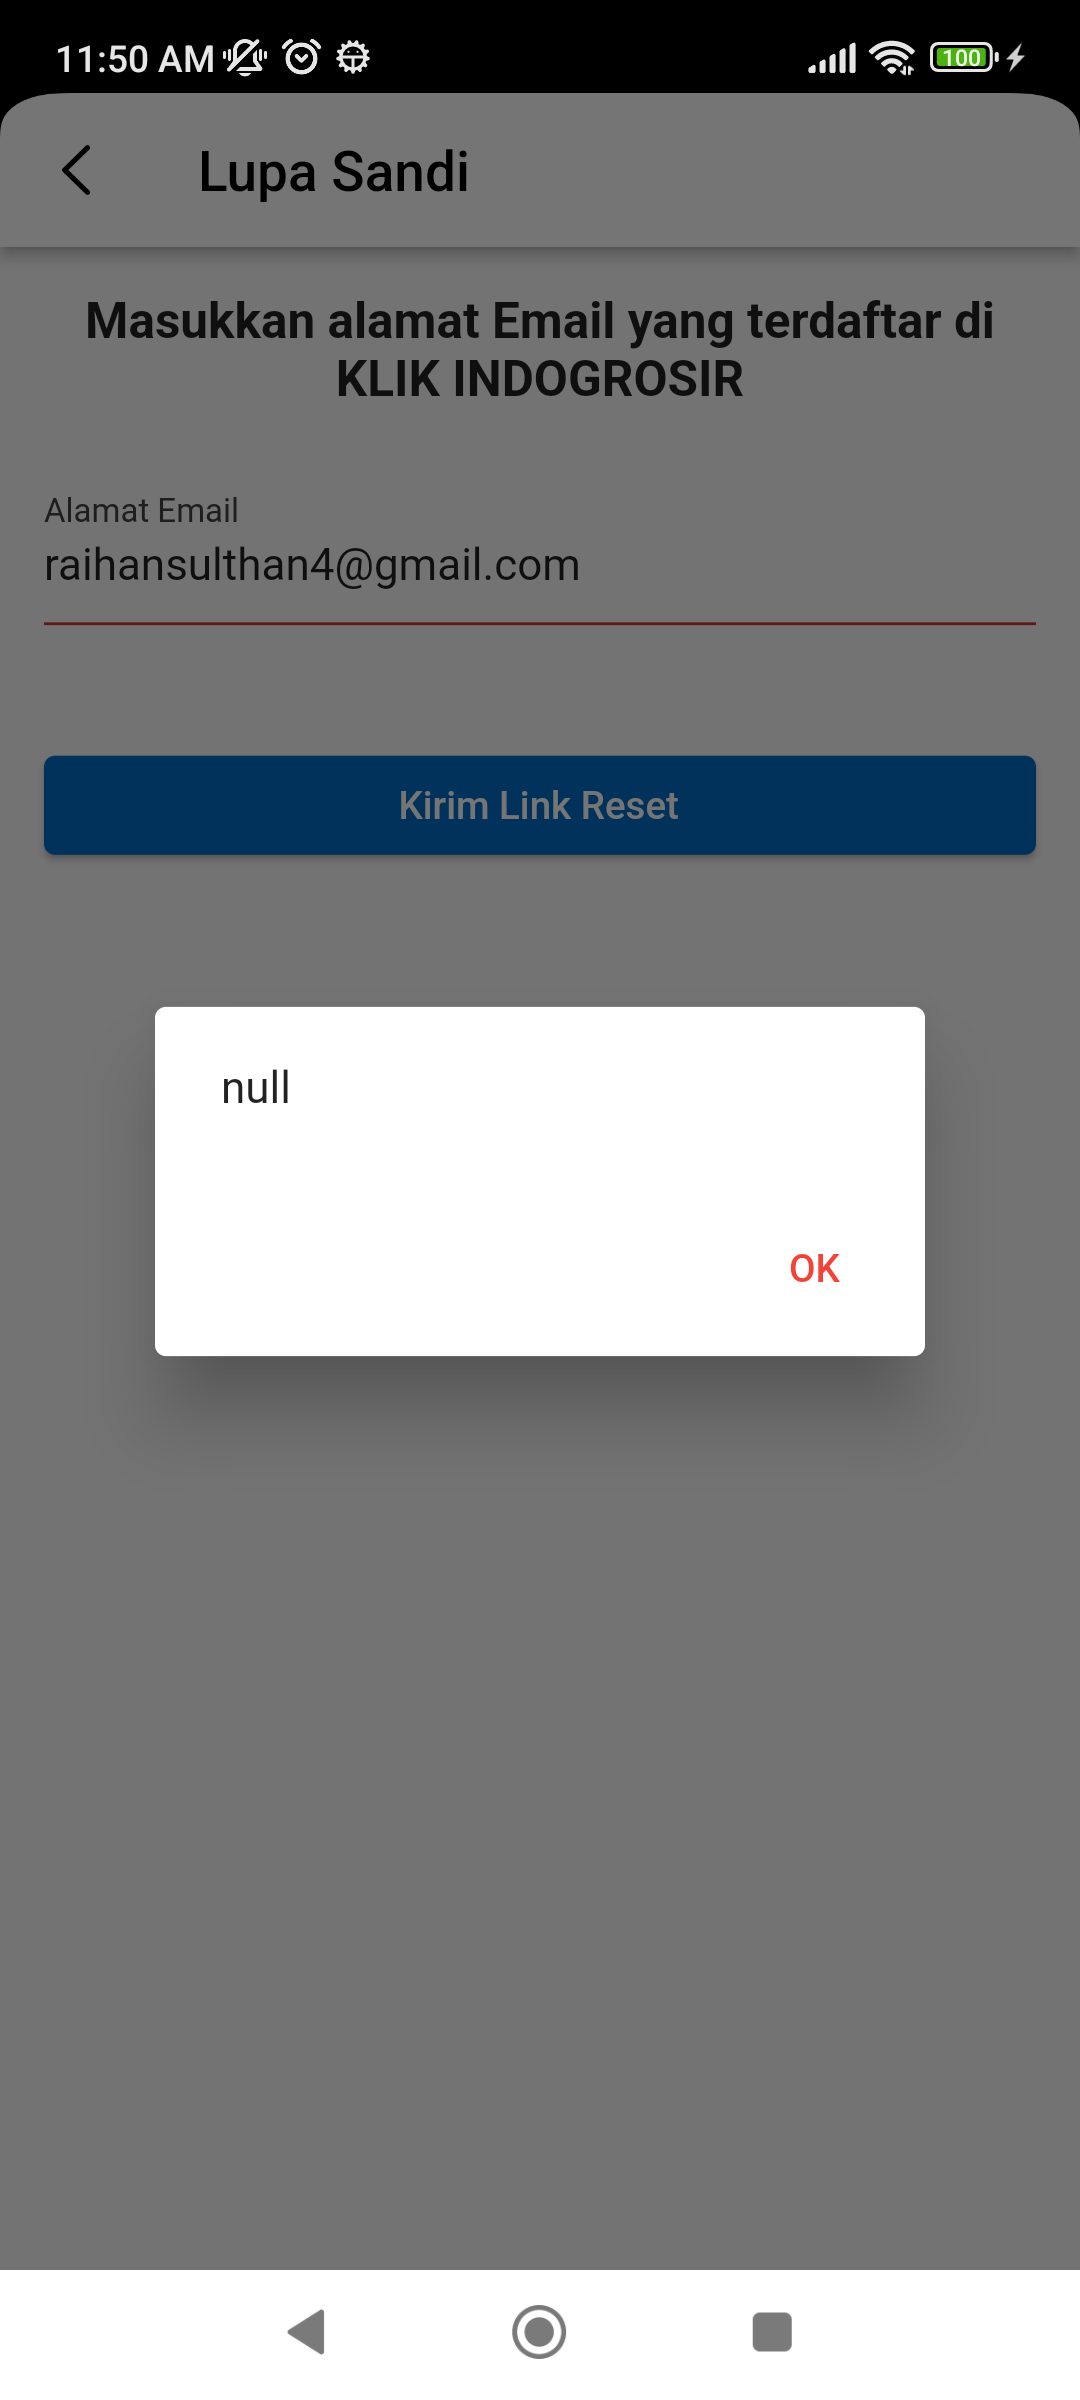 11:50 AM
100
Lupa Sandi
Masukkan alamat Email yang terdaftar di
KLIK INDOGROSIR
Alamat Email
raihansulthan4@gmail.com
Kirim Link Reset
null
OK